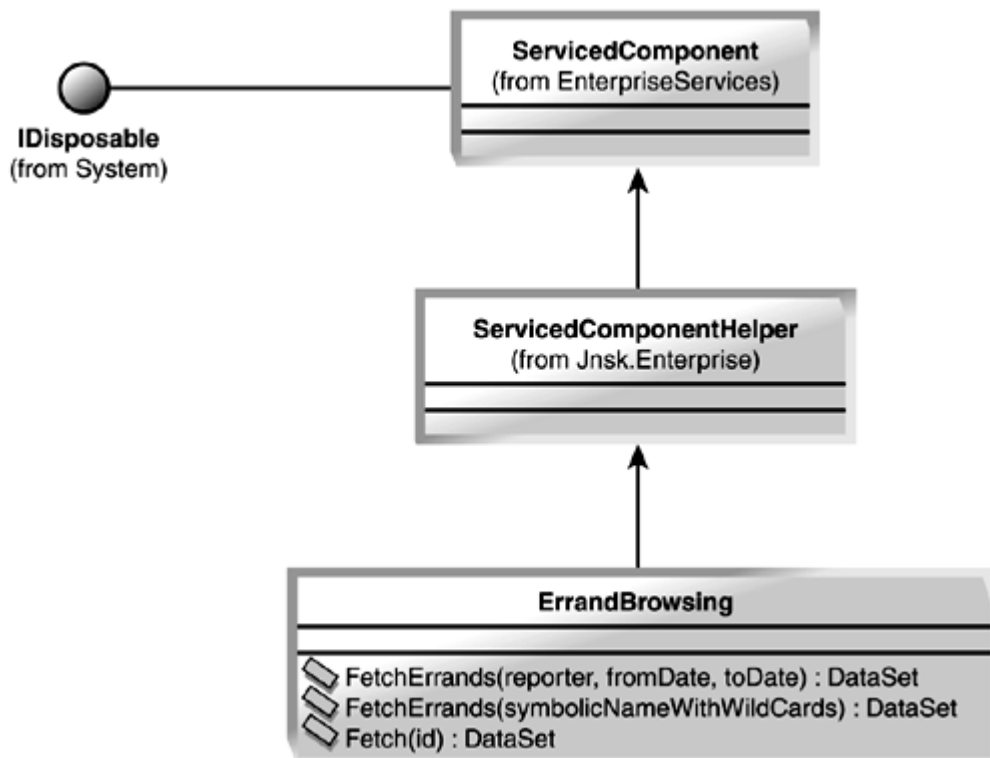 ServicedComponent
(from EnterpriseServices)
IDisposable
(from System)
ServicedComponentHelper
(from Jnsk.Enterprise)
ErrandBrowsing
FetchErrands(reporter, fromDate, toDate) : DataSet
FetchErrands(symbolicNameWithWildCards) : DataSet
Fetch(id) : DataSet